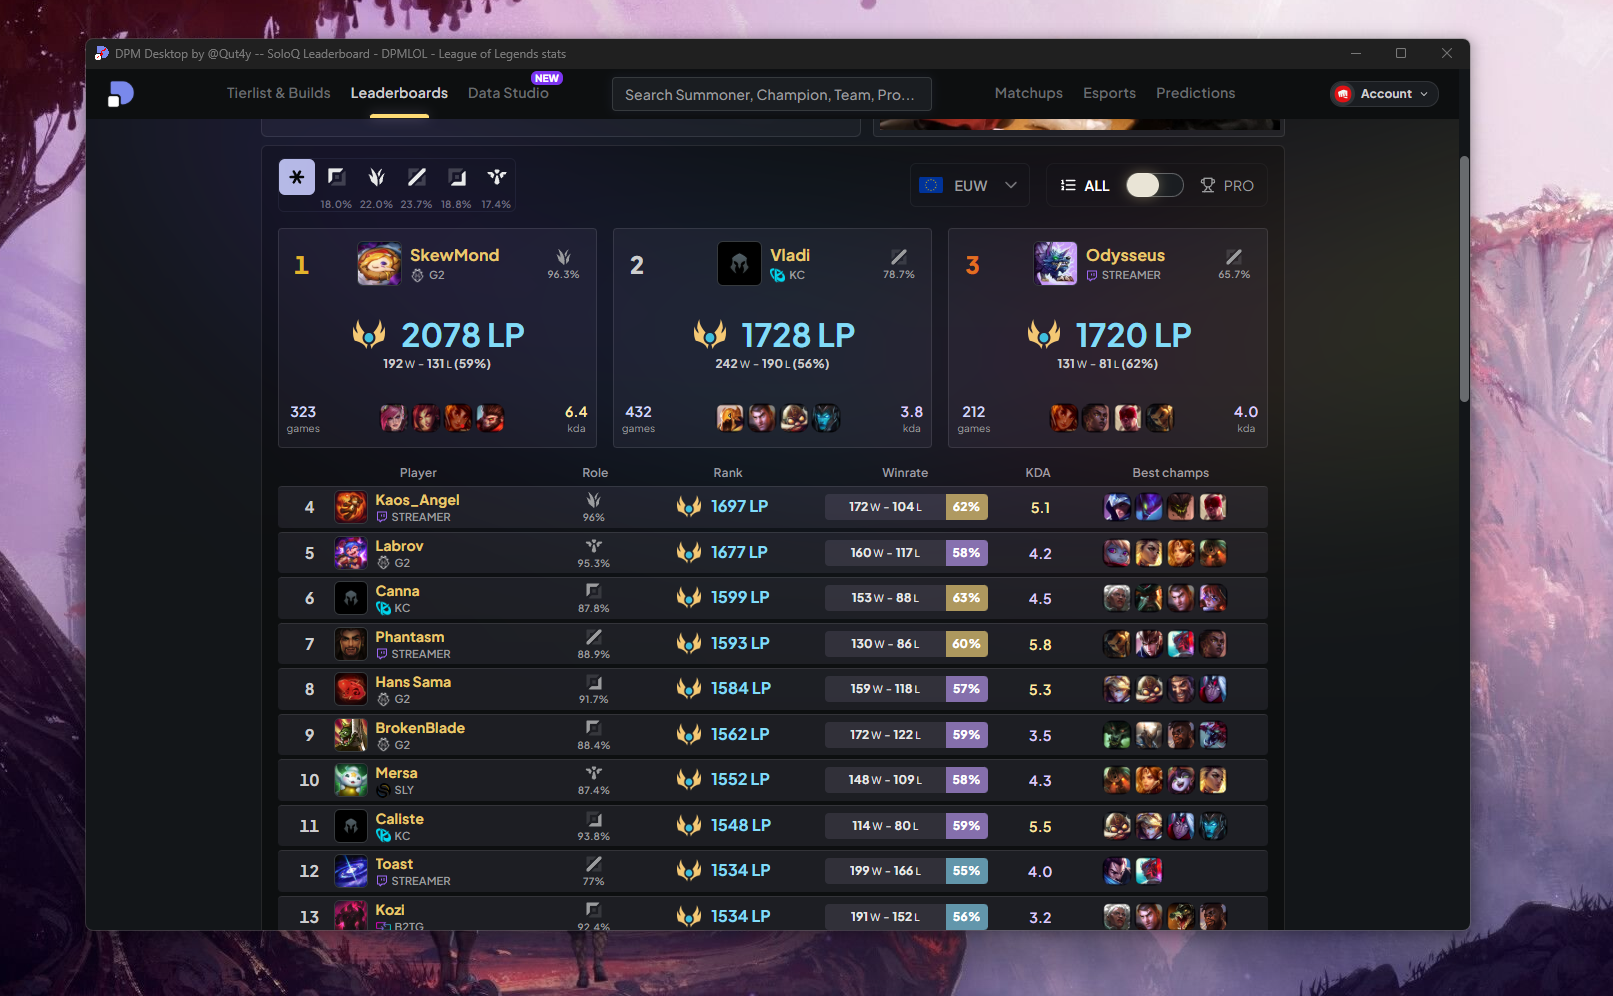 DPM Desktop by @Qut4y -- SoloQ Leaderboard - DPMLOL - League of Legends stats
Tierlist & Builds Leaderboards Data Studio NEW Search Summoner, Champion, Team, Pro... Matchups Esports Predictions Account
18.0% 22.0% 23.7% 18.8% 17.4%
EUW ALL PRO
1 SkewMond 96.3%
G2
2078 LP
192 W - 131 L (59%)
323 games 6.4 kda
2 Vladi 78.7%
KC
1728 LP
242 W - 190 L (56%)
432 games 3.8 kda
3 Odysseus 65.7%
STREAMER
1720 LP
131 W - 81 L (62%)
212 games 4.0 kda
Player Role Rank Winrate KDA Best champs
4 Kaos_Angel STREAMER 96% 1697 LP 172 W - 104 L 62% 5.1
5 Labrov G2 95.3% 1677 LP 160 W - 117 L 58% 4.2
6 Canna KC 87.8% 1599 LP 153 W - 88 L 63% 4.5
7 Phantasm STREAMER 88.9% 1593 LP 130 W - 86 L 60% 5.8
8 Hans Sama G2 91.7% 1584 LP 159 W - 118 L 57% 5.3
9 BrokenBlade G2 88.4% 1562 LP 172 W - 122 L 59% 3.5
10 Mersa SLY 87.4% 1552 LP 148 W - 109 L 58% 4.3
11 Caliste KC 93.8% 1548 LP 114 W - 80 L 59% 5.5
12 Toast STREAMER 77% 1534 LP 199 W - 166 L 55% 4.0
13 Kozi B2TG 92.4% 1534 LP 191 W - 152 L 56% 3.2